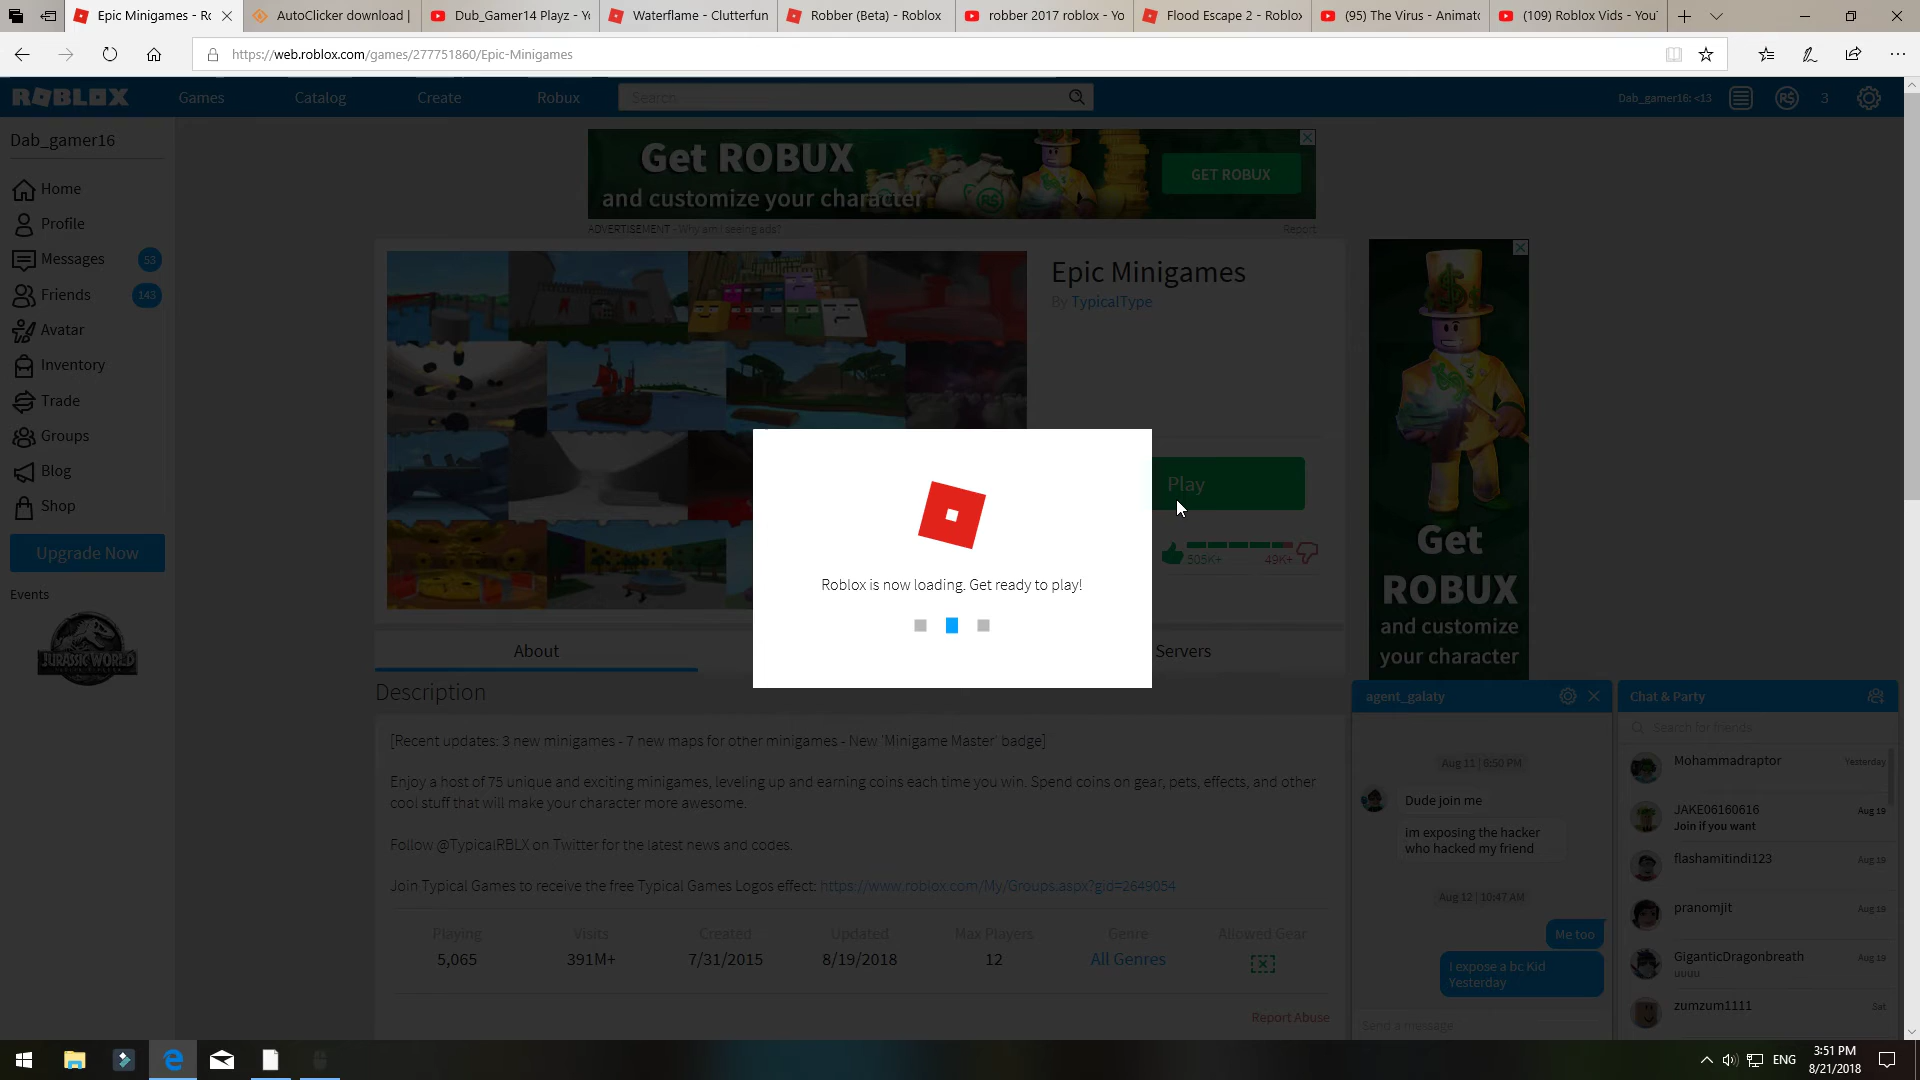 Epic Minigames - Ro
AutoClicker download |
Dub_Gamer14 Playz - Yo
Waterflame - Clutterfun
Robber (Beta) - Roblox
robber 2017 roblox - Yo
Flood Escape 2 - Roblox
(95) The Virus - Animato
(109) Roblox Vids - You
https://web.roblox.com/games/277751860/Epic-Minigames
ROBLOX
Games
Catalog
Create
Robux
Search
Dab_gamer16: <13
3
Dab_gamer16
Home
Profile
Messages
53
Friends
143
Avatar
Inventory
Trade
Groups
Blog
Shop
Upgrade Now
Events
JURASSIC WORLD
Get ROBUX
and customize your character
GET ROBUX
ADVERTISEMENT - Why am I seeing ads?
Report
Epic Minigames
By TypicalType
Play
505K+
49K+
Roblox is now loading. Get ready to play!
Get
ROBUX
and customize
your character
About
Servers
Description
[Recent updates: 3 new minigames - 7 new maps for other minigames - New 'Minigame Master' badge]
Enjoy a host of 75 unique and exciting minigames, leveling up and earning coins each time you win. Spend coins on gear, pets, effects, and other
cool stuff that will make your character more awesome.
Follow @TypicalRBLX on Twitter for the latest news and codes.
Join Typical Games to receive the free Typical Games Logos effect: https://www.roblox.com/My/Groups.aspx?gid=2649054
Playing
Visits
Created
Updated
Max Players
Genre
Allowed Gear
5,065
391M+
7/31/2015
8/19/2018
12
All Genres
Report Abuse
agent_galaty
Aug 11 | 6:50 PM
Dude join me
im exposing the hacker
who hacked my friend
Aug 12 | 10:47 AM
Me too
I expose a bc Kid
Yesterday
Send a message
Chat & Party
Search for friends
Mohammadraptor
Yesterday
JAKE06160616
Aug 19
Join if you want
flashamitindi123
Aug 19
pranomjit
Aug 19
GiganticDragonbreath
Aug 19
uuuu
zumzum1111
Sat
ENG
3:51 PM
8/21/2018